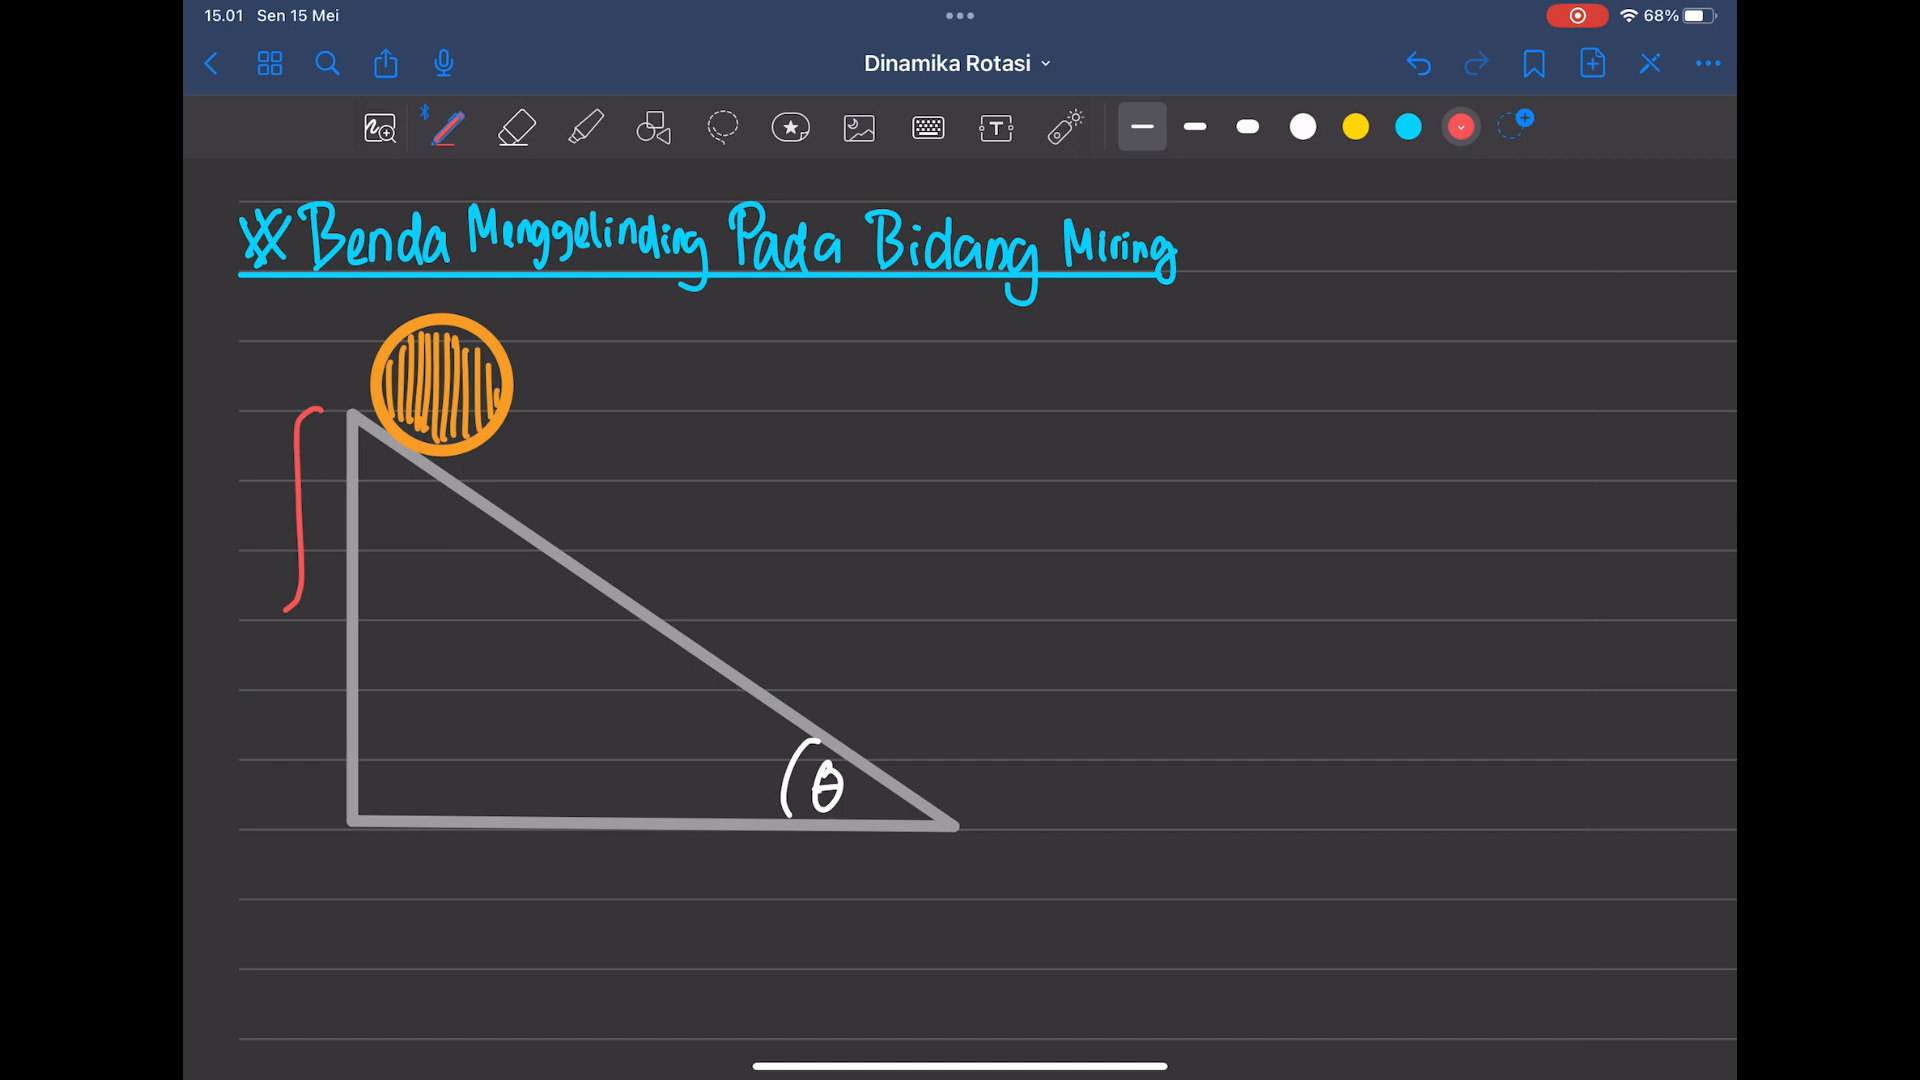 15.01 Sen 15 Mei
68%
Dinamika Rotasi
T
Benda Menggelinding Pada Bidang Miring
θ